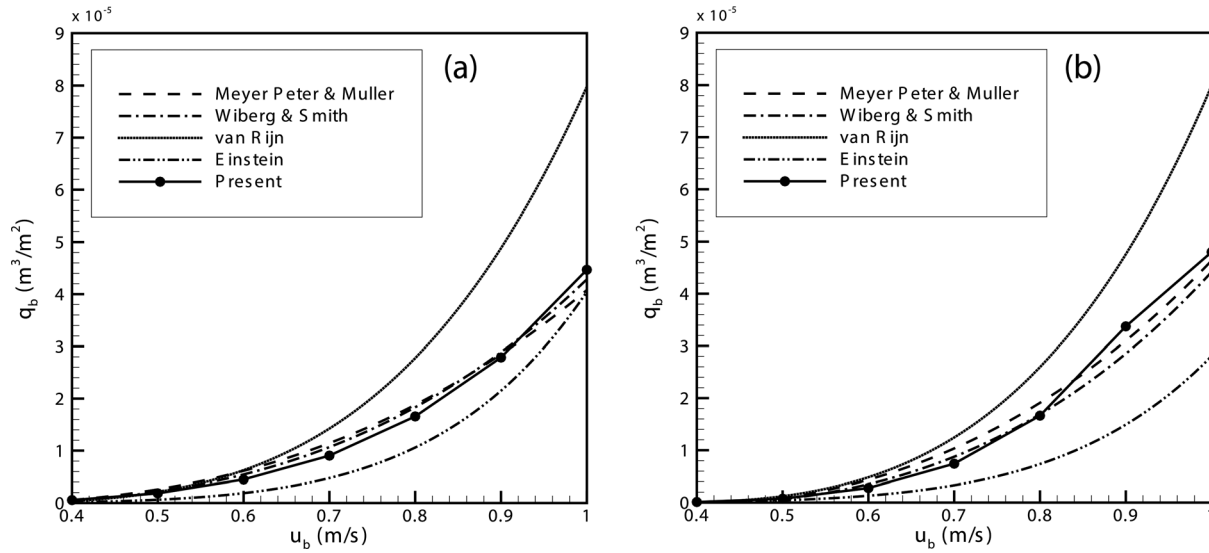 x 10⁻⁵
9
8
7
6
5
4
3
2
1
0
q_b (m³/m²)
(a)
Meyer Peter & Muller
Wiberg & Smith
van Rijn
Einstein
Present
0.4 0.5 0.6 0.7 0.8 0.9 1
u_b (m/s)
x 10⁻⁵
9
8
7
6
5
4
3
2
1
0
q_b (m³/m²)
(b)
Meyer Peter & Muller
Wiberg & Smith
van Rijn
Einstein
Present
0.4 0.5 0.6 0.7 0.8 0.9 1
u_b (m/s)